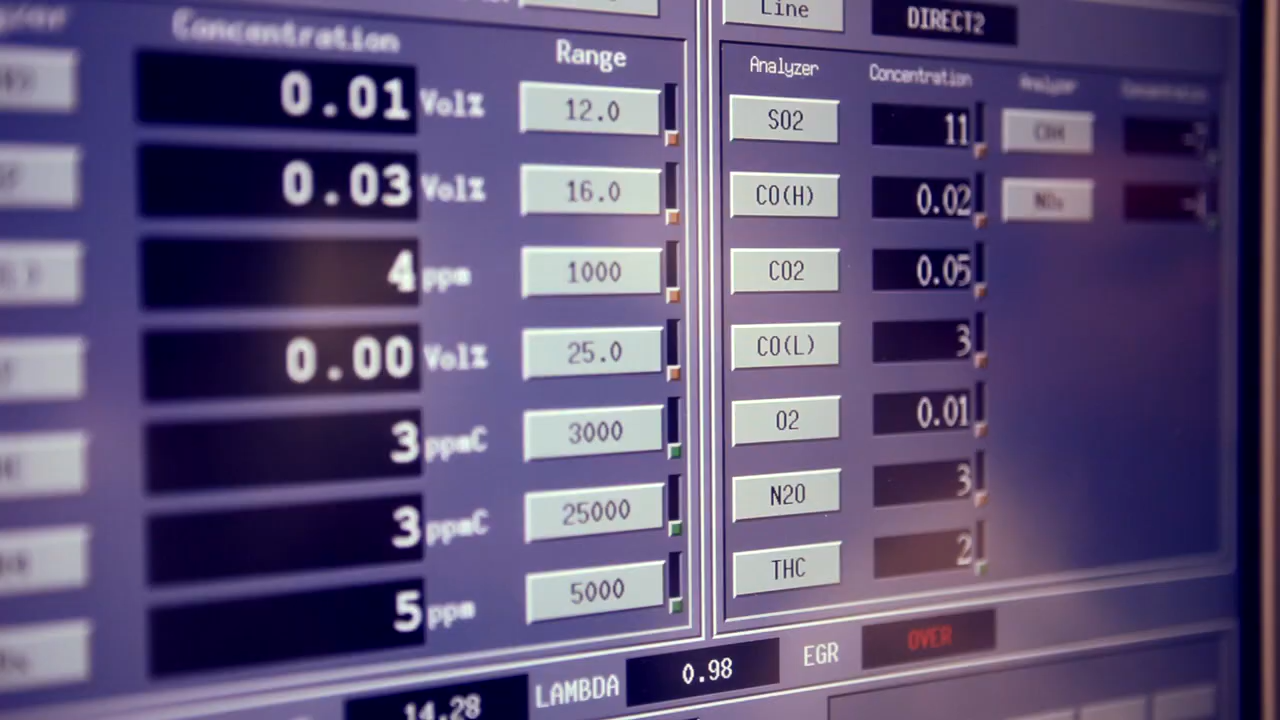 Line DIRECT2
Concentration Range
0.01 Vol% 12.0
0.03 Vol% 16.0
4 ppm 1000
0.00 Vol% 25.0
3 ppmC 3000
3 ppmC 25000
5 ppm 5000
Analyzer Concentration Analyzer Concentration
SO2 11
CO(H) 0.02
CO2 0.05
CO(L) 3
O2 0.01
N2O 3
THC 2
14.28 LAMBDA 0.98 EGR OVER